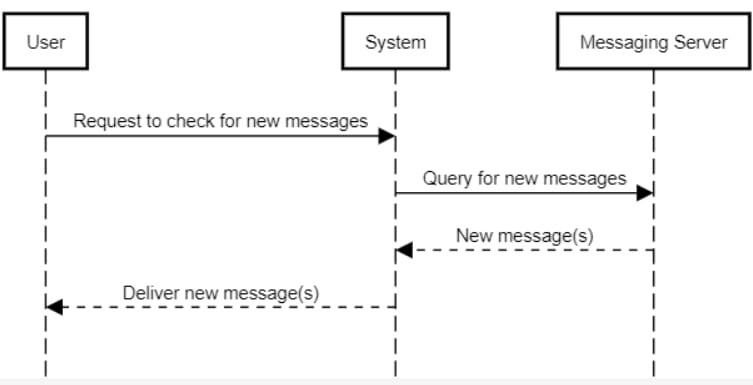 User
System
Messaging Server
Request to check for new messages
Query for new messages
New message(s)
Deliver new message(s)